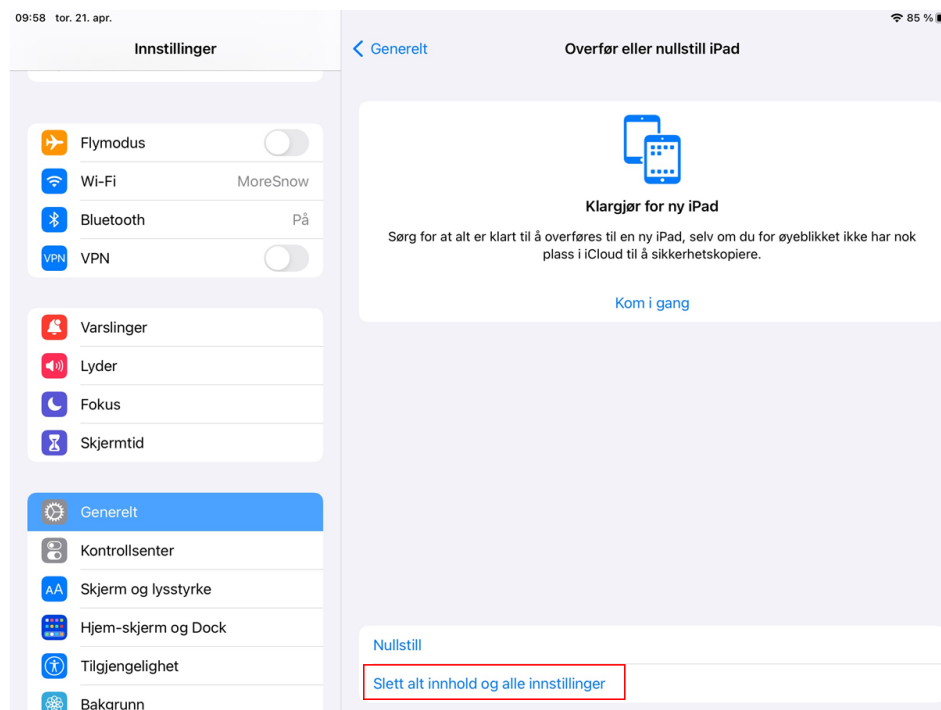 09:58 tor. 21. apr.
85 %
Innstillinger
Generelt
Overfør eller nullstill iPad
Flymodus
Wi-Fi
MoreSnow
Bluetooth
På
VPN
VPN
Varslinger
Lyder
Fokus
Skjermtid
Generelt
Kontrollsenter
AA
Skjerm og lysstyrke
Hjem-skjerm og Dock
Tilgjengelighet
Bakgrunn
Klargjør for ny iPad
Sørg for at alt er klart til å overføres til en ny iPad, selv om du for øyeblikket ikke har nok
plass i iCloud til å sikkerhetskopiere.
Kom i gang
Nullstill
Slett alt innhold og alle innstillinger